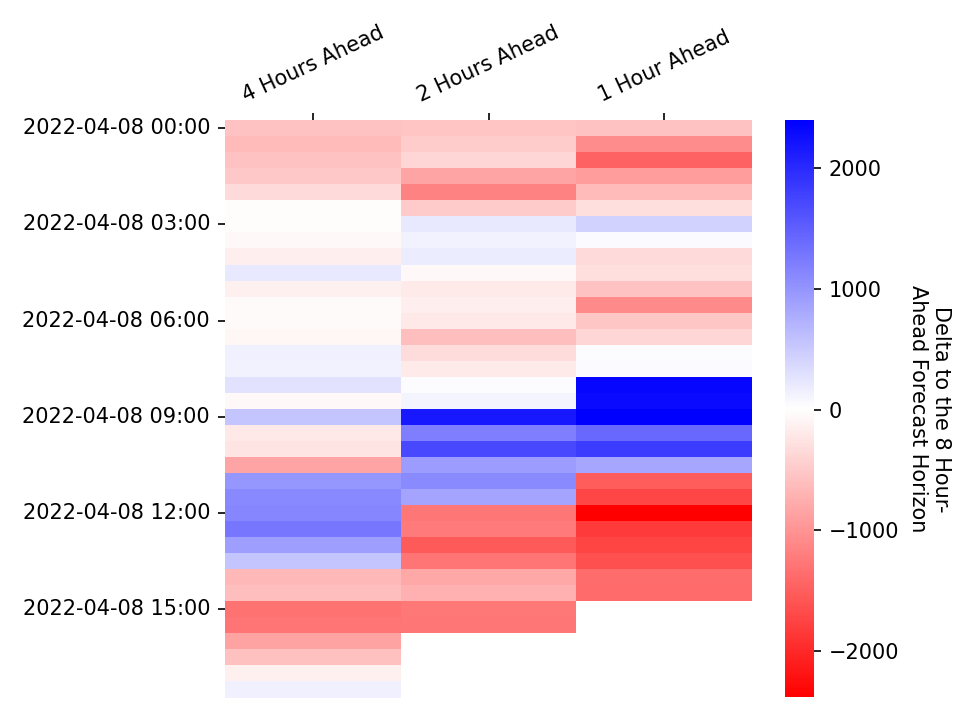 4 Hours Ahead
2 Hours Ahead
1 Hour Ahead
2022-04-08 00:00
2022-04-08 03:00
2022-04-08 06:00
2022-04-08 09:00
2022-04-08 12:00
2022-04-08 15:00
2000
1000
0
−1000
−2000
Delta to the 8 Hour-
Ahead Forecast Horizon